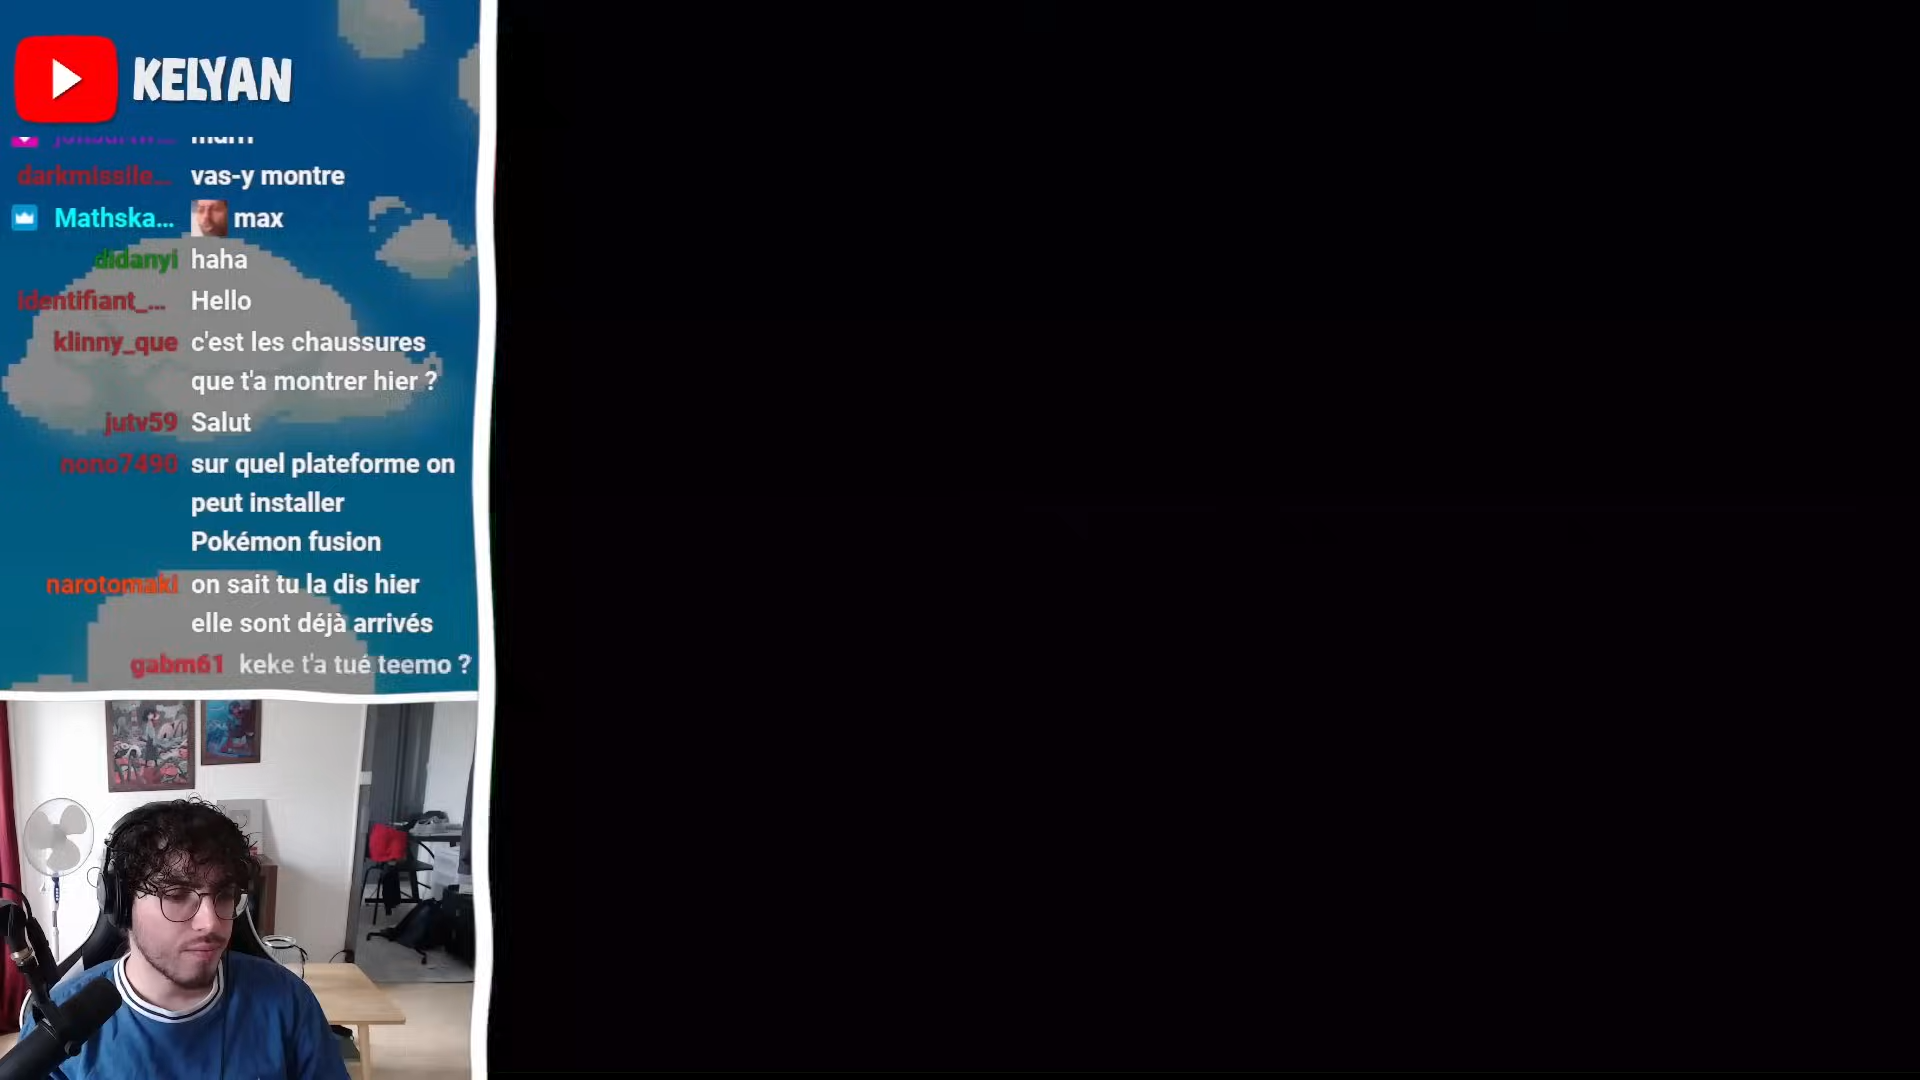 KELYAN
darkmissile... vas-y montre
Mathska... max
didanyi haha
identifiant_... Hello
klinny_que c'est les chaussures
que t'a montrer hier ?
jutv59 Salut
nono7490 sur quel plateforme on
peut installer
Pokémon fusion
narotomaki on sait tu la dis hier
elle sont déjà arrivés
gabm61 keke t'a tué teemo ?